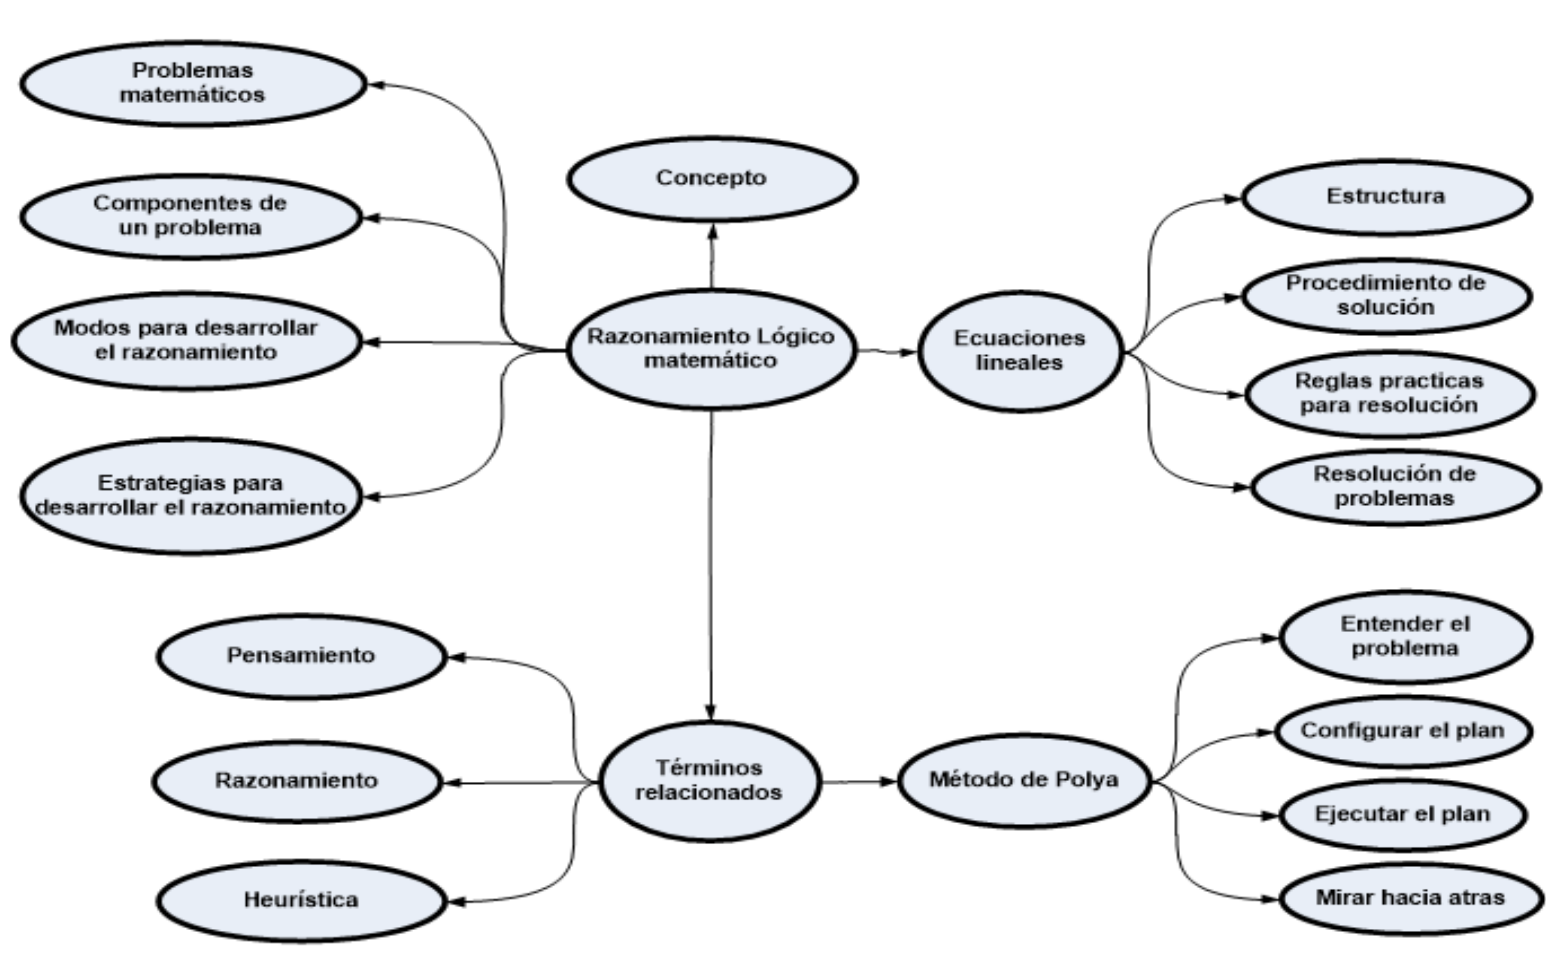 Problemas
matemáticos
Componentes de
un problema
Modos para desarrollar
el razonamiento
Estrategias para
desarrollar el razonamiento
Concepto
Razonamiento Lógico
matemático
Ecuaciones
lineales
Estructura
Procedimiento de
solución
Reglas practicas
para resolución
Resolución de
problemas
Pensamiento
Razonamiento
Heurística
Términos
relacionados
Método de Polya
Entender el
problema
Configurar el plan
Ejecutar el plan
Mirar hacia atras